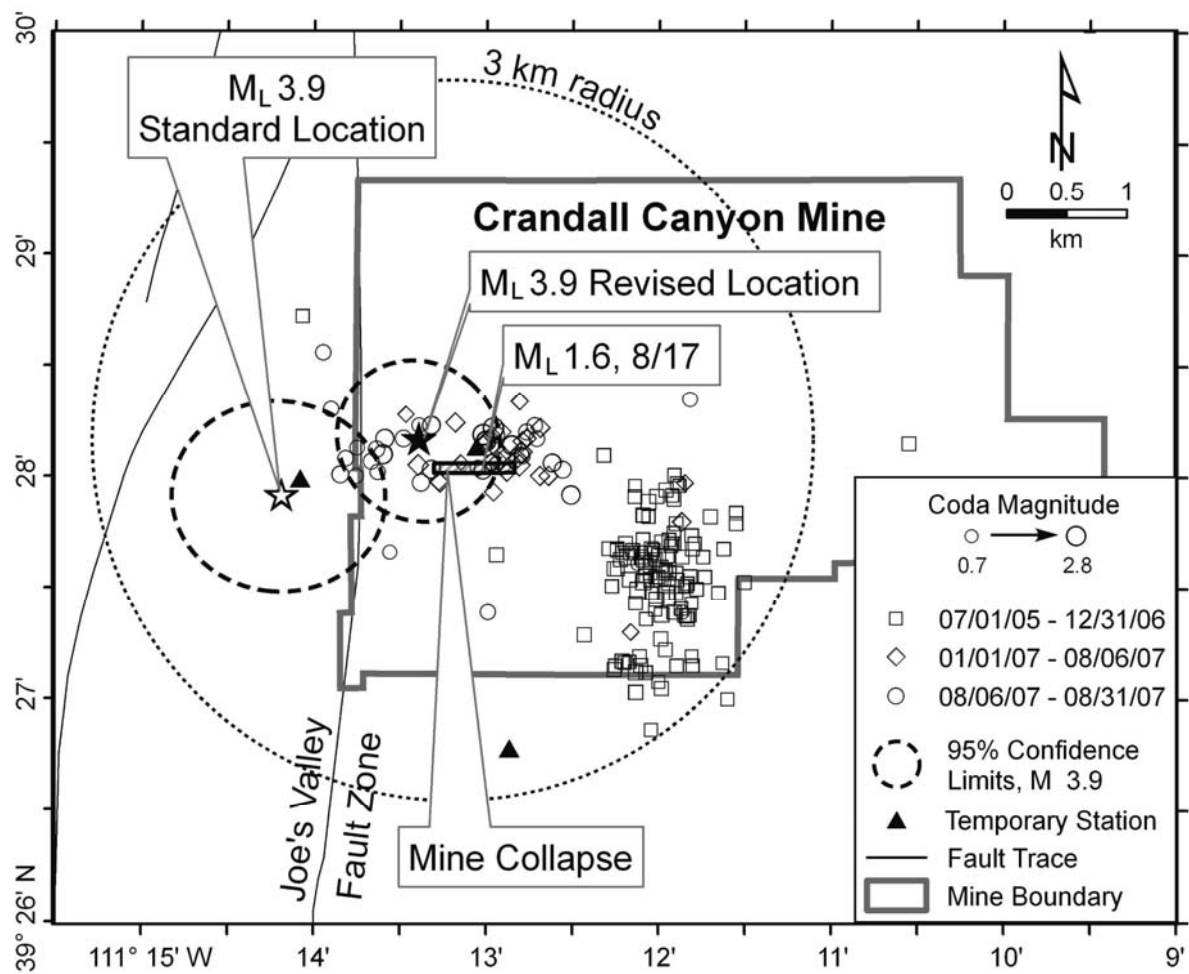 30'
3 km radius
M_L 3.9
Standard Location
N
0 0.5 1
km
29'
Crandall Canyon Mine
M_L 3.9 Revised Location
M_L 1.6, 8/17
28'
Coda Magnitude
0.7
2.8
07/01/05 - 12/31/06
01/01/07 - 08/06/07
08/06/07 - 08/31/07
95% Confidence
Limits, M 3.9
Temporary Station
Fault Trace
Mine Boundary
27'
Joe's Valley
Fault Zone
Mine Collapse
39° 26' N
111° 15' W 14' 13' 12' 11' 10' 9'